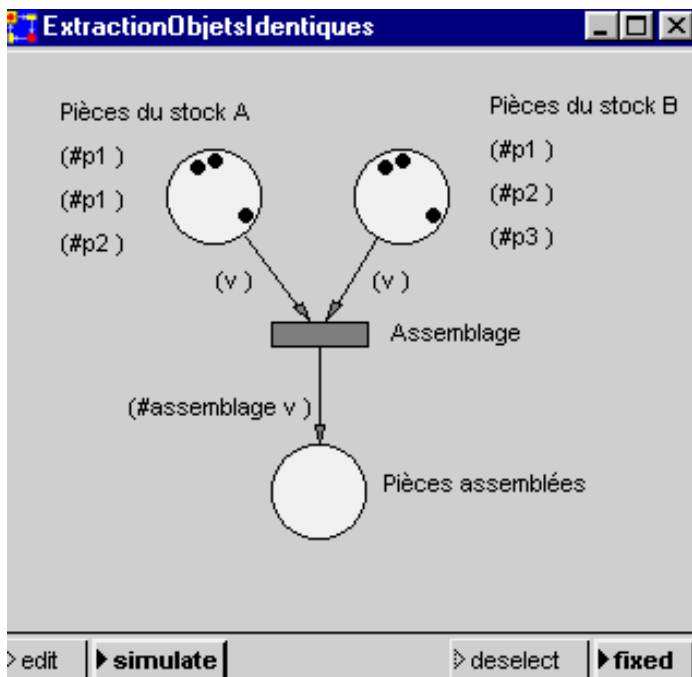 ExtractionObjetsIdentiques
Pièces du stock A
(#p1 )
(#p1 )
(#p2 )
Pièces du stock B
(#p1 )
(#p2 )
(#p3 )
(v )
(v )
Assemblage
(#assemblage v )
Pièces assemblées
edit
simulate
deselect
fixed